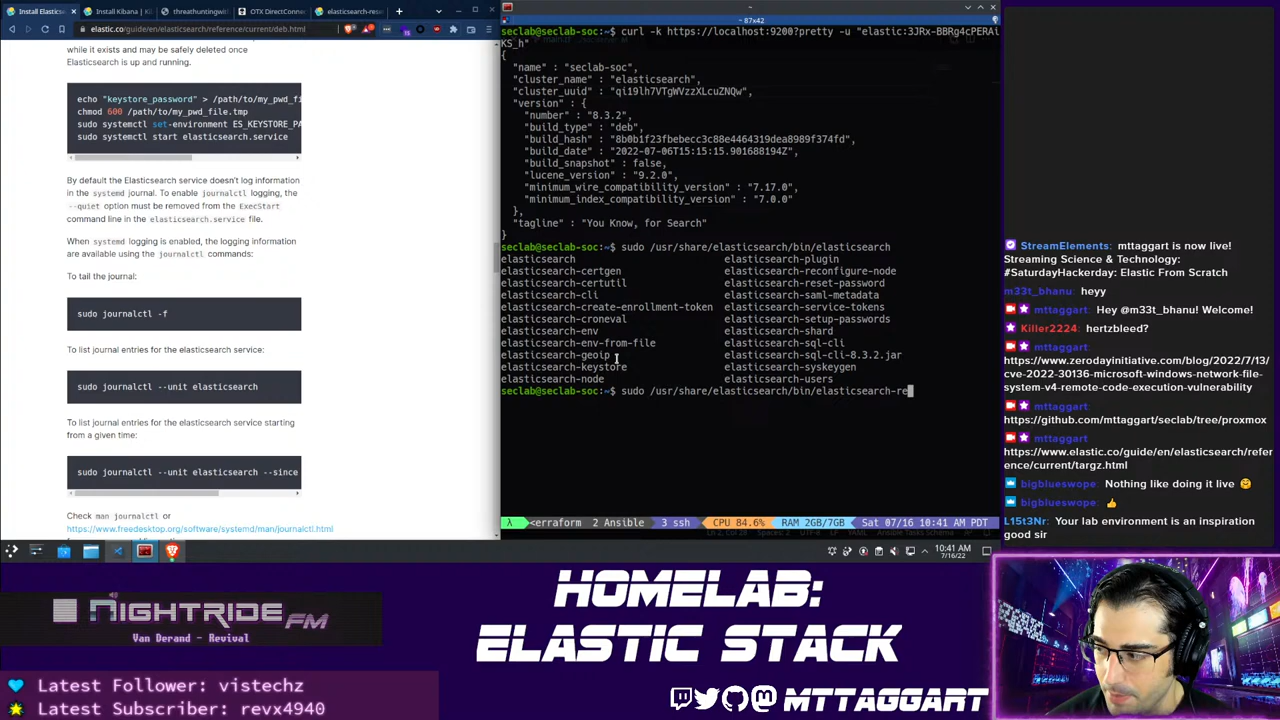 Install Elastics
Install Kibana | Ki
threathuntingwit
OTX DirectConne
elasticsearch-rese
elastic.co/guide/en/elasticsearch/reference/current/deb.html
while it exists and may be safely deleted once
Elasticsearch is up and running.
echo "keystore_password" > /path/to/my_pwd_fi
chmod 600 /path/to/my_pwd_file.tmp
sudo systemctl set-environment ES_KEYSTORE_PA
sudo systemctl start elasticsearch.service
By default the Elasticsearch service doesn't log information
in the systemd journal. To enable journalctl logging, the
--quiet option must be removed from the ExecStart
command line in the elasticsearch.service file.
When systemd logging is enabled, the logging information
are available using the journalctl commands:
To tail the journal:
sudo journalctl -f
To list journal entries for the elasticsearch service:
sudo journalctl --unit elasticsearch
To list journal entries for the elasticsearch service starting
from a given time:
sudo journalctl --unit elasticsearch --since
Check man journalctl or
https://www.freedesktop.org/software/systemd/man/journalctl.html
~
~ 87x42
seclab@seclab-soc:~$ curl -k https://localhost:9200?pretty -u "elastic:3JRx-BBRg4cPERAi
KS_h"
{
"name" : "seclab-soc",
"cluster_name" : "elasticsearch",
"cluster_uuid" : "qi19lh7VTgWVzzXLcuZNQw",
"version" : {
"number" : "8.3.2",
"build_type" : "deb",
"build_hash" : "8b0b1f23fbebecc3c88e4464319dea8989f374fd",
"build_date" : "2022-07-06T15:15:15.901688194Z",
"build_snapshot" : false,
"lucene_version" : "9.2.0",
"minimum_wire_compatibility_version" : "7.17.0",
"minimum_index_compatibility_version" : "7.0.0"
},
"tagline" : "You Know, for Search"
}
seclab@seclab-soc:~$ sudo /usr/share/elasticsearch/bin/elasticsearch
elasticsearch elasticsearch-plugin
elasticsearch-certgen elasticsearch-reconfigure-node
elasticsearch-certutil elasticsearch-reset-password
elasticsearch-cli elasticsearch-saml-metadata
elasticsearch-create-enrollment-token elasticsearch-service-tokens
elasticsearch-croneval elasticsearch-setup-passwords
elasticsearch-env elasticsearch-shard
elasticsearch-env-from-file elasticsearch-sql-cli
elasticsearch-geoip elasticsearch-sql-cli-8.3.2.jar
elasticsearch-keystore elasticsearch-syskeygen
elasticsearch-node elasticsearch-users
seclab@seclab-soc:~$ sudo /usr/share/elasticsearch/bin/elasticsearch-re
λ <erraform 2 Ansible 3 ssh CPU 84.6% RAM 2GB/7GB Sat 07/16 10:41 AM PDT
10:41 AM
7/16/22
StreamElements: mttaggart is now live!
Streaming Science & Technology:
#SaturdayHackerday: Elastic From Scratch
m33t_bhanu: heyy
mttaggart: Hey @m33t_bhanu! Welcome!
Killer2224: hertzbleed?
mttaggart:
https://www.zerodayinitiative.com/blog/2022/7/13/
cve-2022-30136-microsoft-windows-network-file-
system-v4-remote-code-execution-vulnerability
mttaggart:
https://github.com/mttaggart/seclab/tree/proxmox
mttaggart:
https://www.elastic.co/guide/en/elasticsearch/refer
ence/current/targz.html
bigblueswope: Nothing like doing it live
bigblueswope:
L15t3Nr: Your lab environment is an inspiration
good sir
NIGHTRIDE FM
Van Derand - Revival
HOMELAB:
ELASTIC STACK
Latest Follower: vistechz
Latest Subscriber: revx4940
MTTAGGART